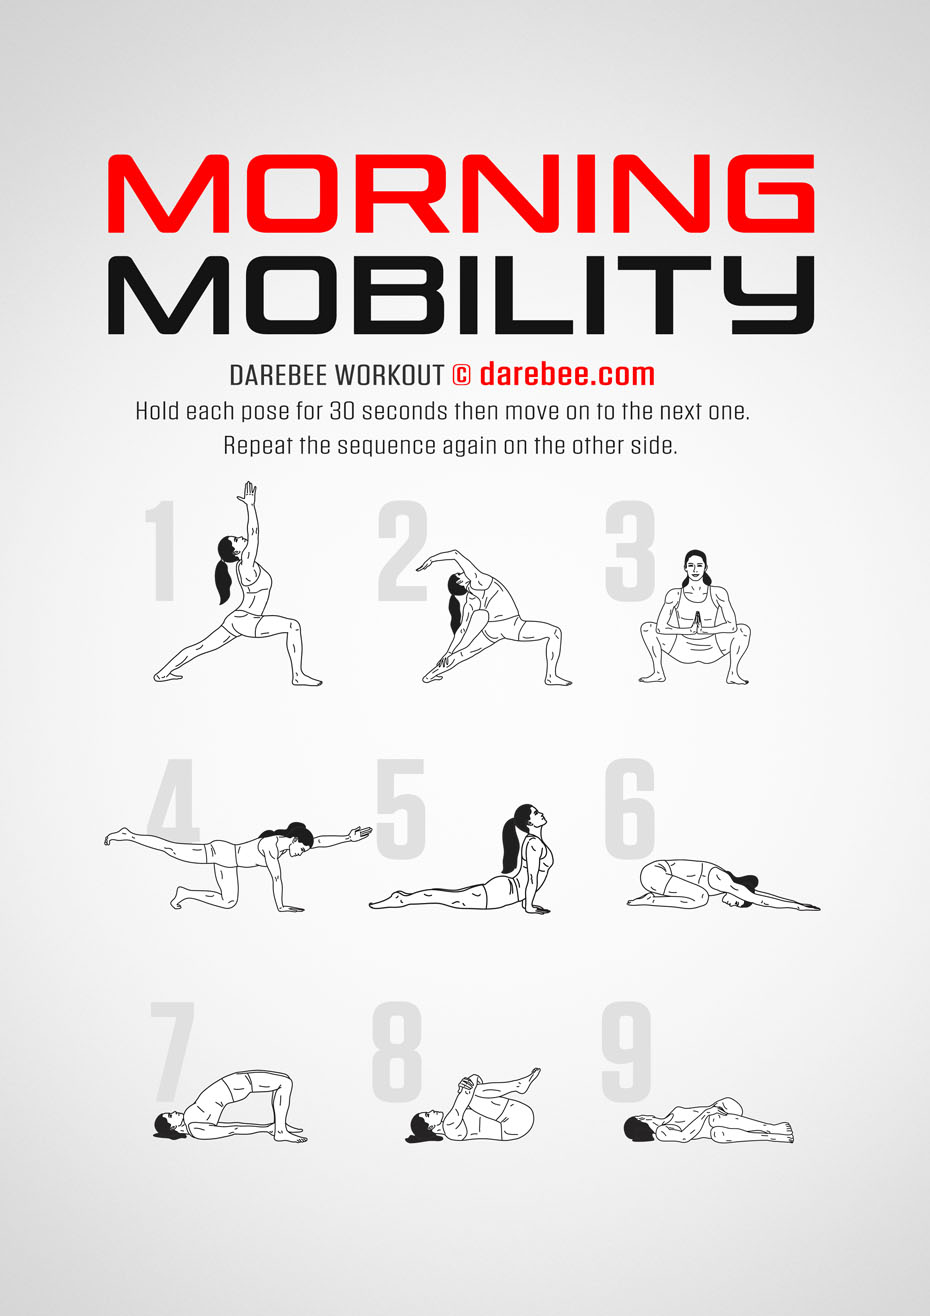 MORNING
MOBILITY
DAREBEE WORKOUT © darebee.com
Hold each pose for 30 seconds then move on to the next one.
Repeat the sequence again on the other side.
1 2 3
4 5 6
7 8 9